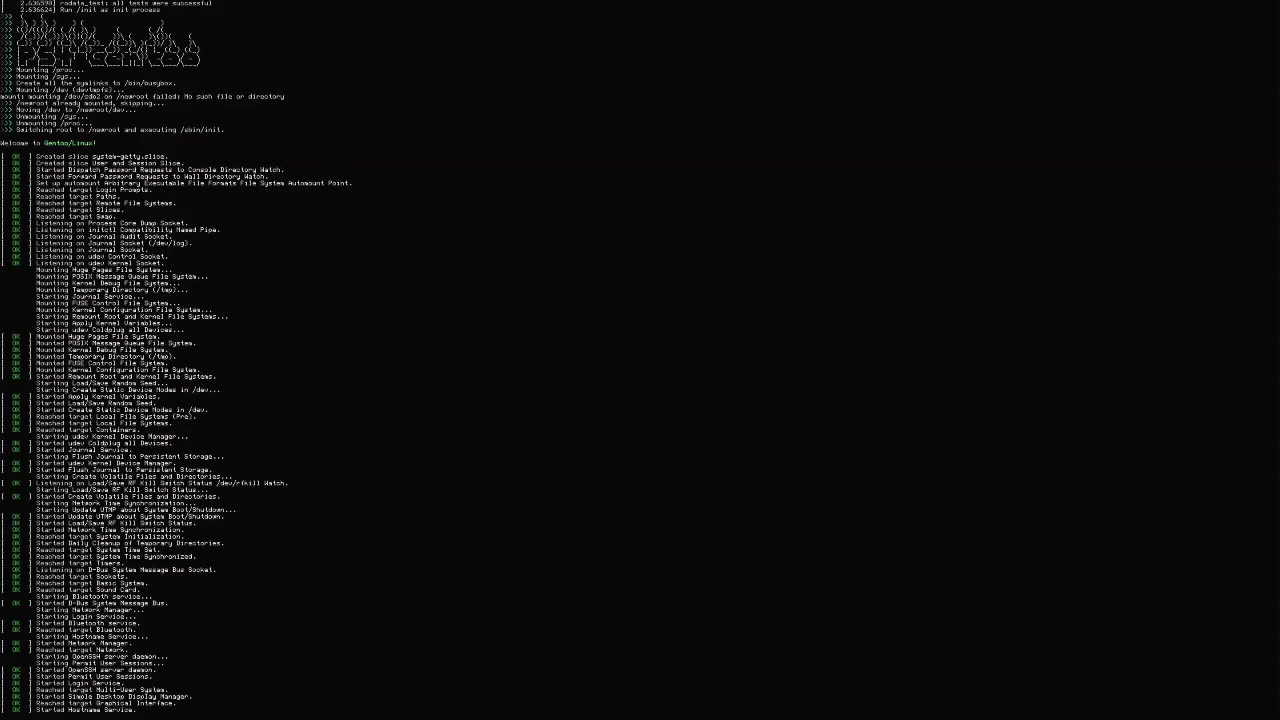 [    2.636598] rodata_test: all tests were successful
[    2.636624] Run /init as init process
>>> Mounting /proc...
>>> Mounting /sys...
>>> Create all the symlinks to /bin/busybox.
>>> Mounting /dev (devtmpfs)...
mount: mounting /dev/sdb2 on /newroot failed: No such file or directory
>>> /newroot already mounted, skipping...
>>> Moving /dev to /newroot/dev...
>>> Unmounting /sys...
>>> Unmounting /proc...
>>> Switching root to /newroot and executing /sbin/init.
Welcome to Gentoo/Linux!
[  OK  ] Created slice system-getty.slice.
[  OK  ] Created slice User and Session Slice.
[  OK  ] Started Dispatch Password Requests to Console Directory Watch.
[  OK  ] Started Forward Password Requests to Wall Directory Watch.
[  OK  ] Set up automount Arbitrary Executable File Formats File System Automount Point.
[  OK  ] Reached target Login Prompts.
[  OK  ] Reached target Paths.
[  OK  ] Reached target Remote File Systems.
[  OK  ] Reached target Slices.
[  OK  ] Reached target Swap.
[  OK  ] Listening on Process Core Dump Socket.
[  OK  ] Listening on initctl Compatibility Named Pipe.
[  OK  ] Listening on Journal Audit Socket.
[  OK  ] Listening on Journal Socket (/dev/log).
[  OK  ] Listening on Journal Socket.
[  OK  ] Listening on udev Control Socket.
[  OK  ] Listening on udev Kernel Socket.
Mounting Huge Pages File System...
Mounting POSIX Message Queue File System...
Mounting Kernel Debug File System...
Mounting Temporary Directory (/tmp)...
Starting Journal Service...
Mounting FUSE Control File System...
Mounting Kernel Configuration File System...
Starting Remount Root and Kernel File Systems...
Starting Apply Kernel Variables...
Starting udev Coldplug all Devices...
[  OK  ] Mounted Huge Pages File System.
[  OK  ] Mounted POSIX Message Queue File System.
[  OK  ] Mounted Kernel Debug File System.
[  OK  ] Mounted Temporary Directory (/tmp).
[  OK  ] Mounted FUSE Control File System.
[  OK  ] Mounted Kernel Configuration File System.
[  OK  ] Started Remount Root and Kernel File Systems.
Starting Load/Save Random Seed...
Starting Create Static Device Nodes in /dev...
[  OK  ] Started Apply Kernel Variables.
[  OK  ] Started Load/Save Random Seed.
[  OK  ] Started Create Static Device Nodes in /dev.
[  OK  ] Reached target Local File Systems (Pre).
[  OK  ] Reached target Local File Systems.
[  OK  ] Reached target Containers.
Starting udev Kernel Device Manager...
[  OK  ] Started udev Coldplug all Devices.
[  OK  ] Started Journal Service.
Starting Flush Journal to Persistent Storage...
[  OK  ] Started udev Kernel Device Manager.
[  OK  ] Started Flush Journal to Persistent Storage.
Starting Create Volatile Files and Directories...
[  OK  ] Listening on Load/Save RF Kill Switch Status /dev/rfkill Watch.
Starting Load/Save RF Kill Switch Status...
[  OK  ] Started Create Volatile Files and Directories.
Starting Network Time Synchronization...
Starting Update UTMP about System Boot/Shutdown...
[  OK  ] Started Update UTMP about System Boot/Shutdown.
[  OK  ] Started Load/Save RF Kill Switch Status.
[  OK  ] Started Network Time Synchronization.
[  OK  ] Reached target System Initialization.
[  OK  ] Started Daily Cleanup of Temporary Directories.
[  OK  ] Reached target System Time Set.
[  OK  ] Reached target System Time Synchronized.
[  OK  ] Reached target Timers.
[  OK  ] Listening on D-Bus System Message Bus Socket.
[  OK  ] Reached target Sockets.
[  OK  ] Reached target Basic System.
[  OK  ] Reached target Sound Card.
Starting Bluetooth service...
[  OK  ] Started D-Bus System Message Bus.
Starting Network Manager...
Starting Login Service...
[  OK  ] Started Bluetooth service.
[  OK  ] Reached target Bluetooth.
Starting Hostname Service...
[  OK  ] Started Network Manager.
[  OK  ] Reached target Network.
Starting OpenSSH server daemon...
Starting Permit User Sessions...
[  OK  ] Started OpenSSH server daemon.
[  OK  ] Started Permit User Sessions.
[  OK  ] Started Login Service.
[  OK  ] Reached target Multi-User System.
[  OK  ] Started Simple Desktop Display Manager.
[  OK  ] Reached target Graphical Interface.
[  OK  ] Started Hostname Service.